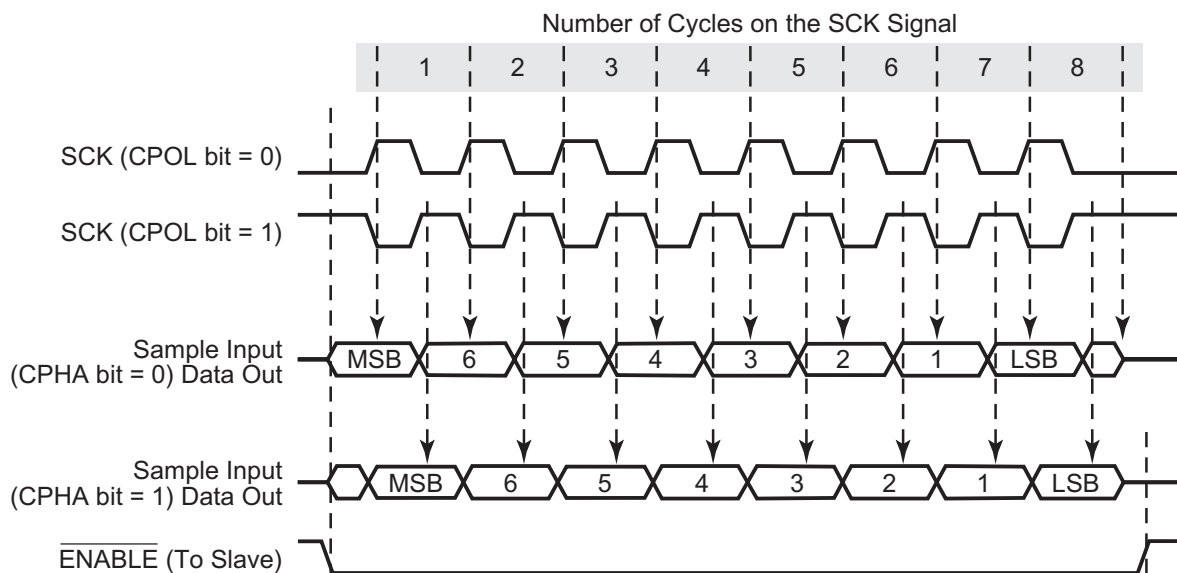 Number of Cycles on the SCK Signal
1 2 3 4 5 6 7 8
SCK (CPOL bit = 0)
SCK (CPOL bit = 1)
Sample Input
(CPHA bit = 0) Data Out
MSB 6 5 4 3 2 1 LSB
Sample Input
(CPHA bit = 1) Data Out
MSB 6 5 4 3 2 1 LSB
ENABLE (To Slave)